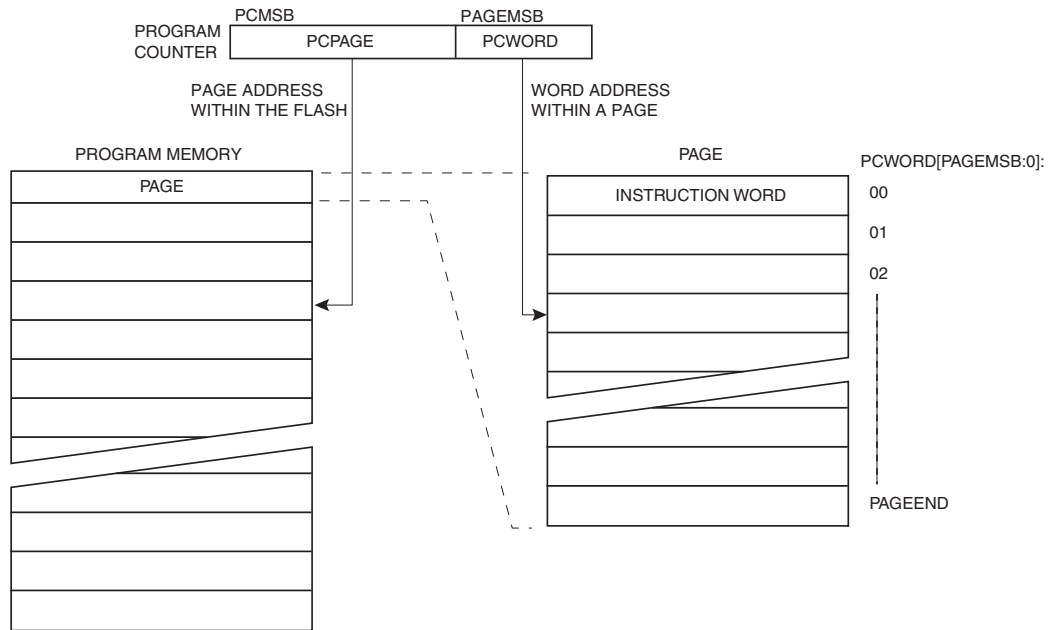 PCMSB
PAGEMSB
PROGRAM
COUNTER
PCPAGE
PCWORD
PAGE ADDRESS
WITHIN THE FLASH
WORD ADDRESS
WITHIN A PAGE
PROGRAM MEMORY
PAGE
PAGE
PCWORD[PAGEMSB:0]:
INSTRUCTION WORD
00
01
02
PAGEEND